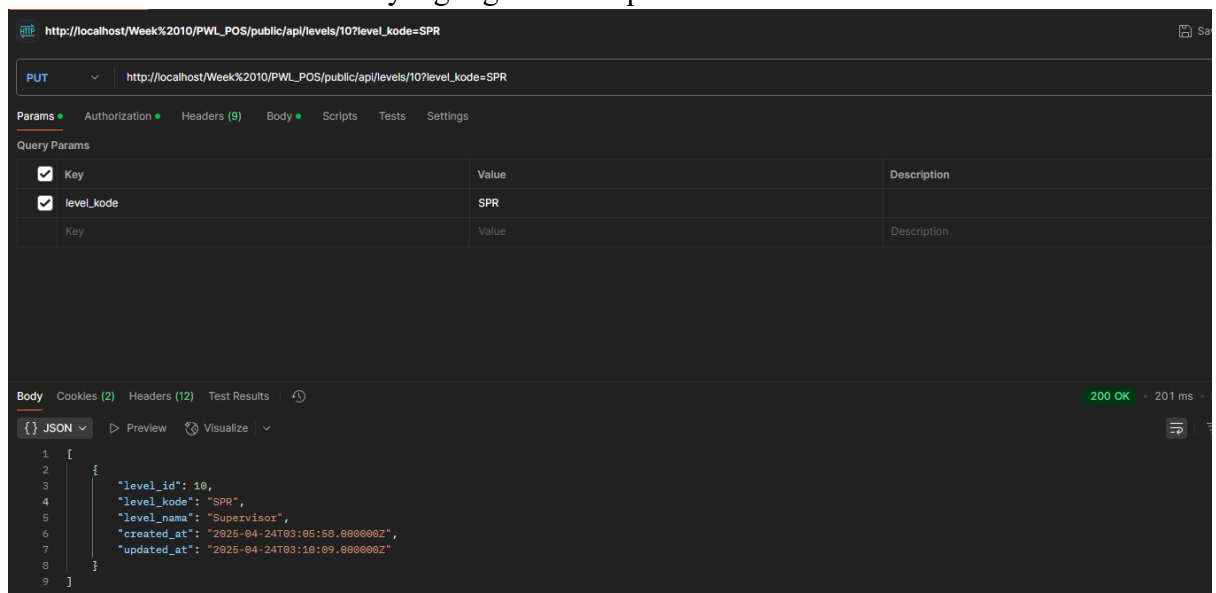 HTTP http://localhost/Week%2010/PWL_POS/public/api/levels/10?level_kode=SPR
PUT http://localhost/Week%2010/PWL_POS/public/api/levels/10?level_kode=SPR
Params Authorization Headers (9) Body Scripts Tests Settings
Query Params
Key Value Description
level_kode SPR
Key Value Description
Body Cookies (2) Headers (12) Test Results 200 OK • 201 ms
{} JSON Preview Visualize
1 [
2 {
3 "level_id": 10,
4 "level_kode": "SPR",
5 "level_nama": "Supervisor",
6 "created_at": "2025-04-24T03:05:58.000000Z",
7 "updated_at": "2025-04-24T03:10:09.000000Z"
8 }
9 ]